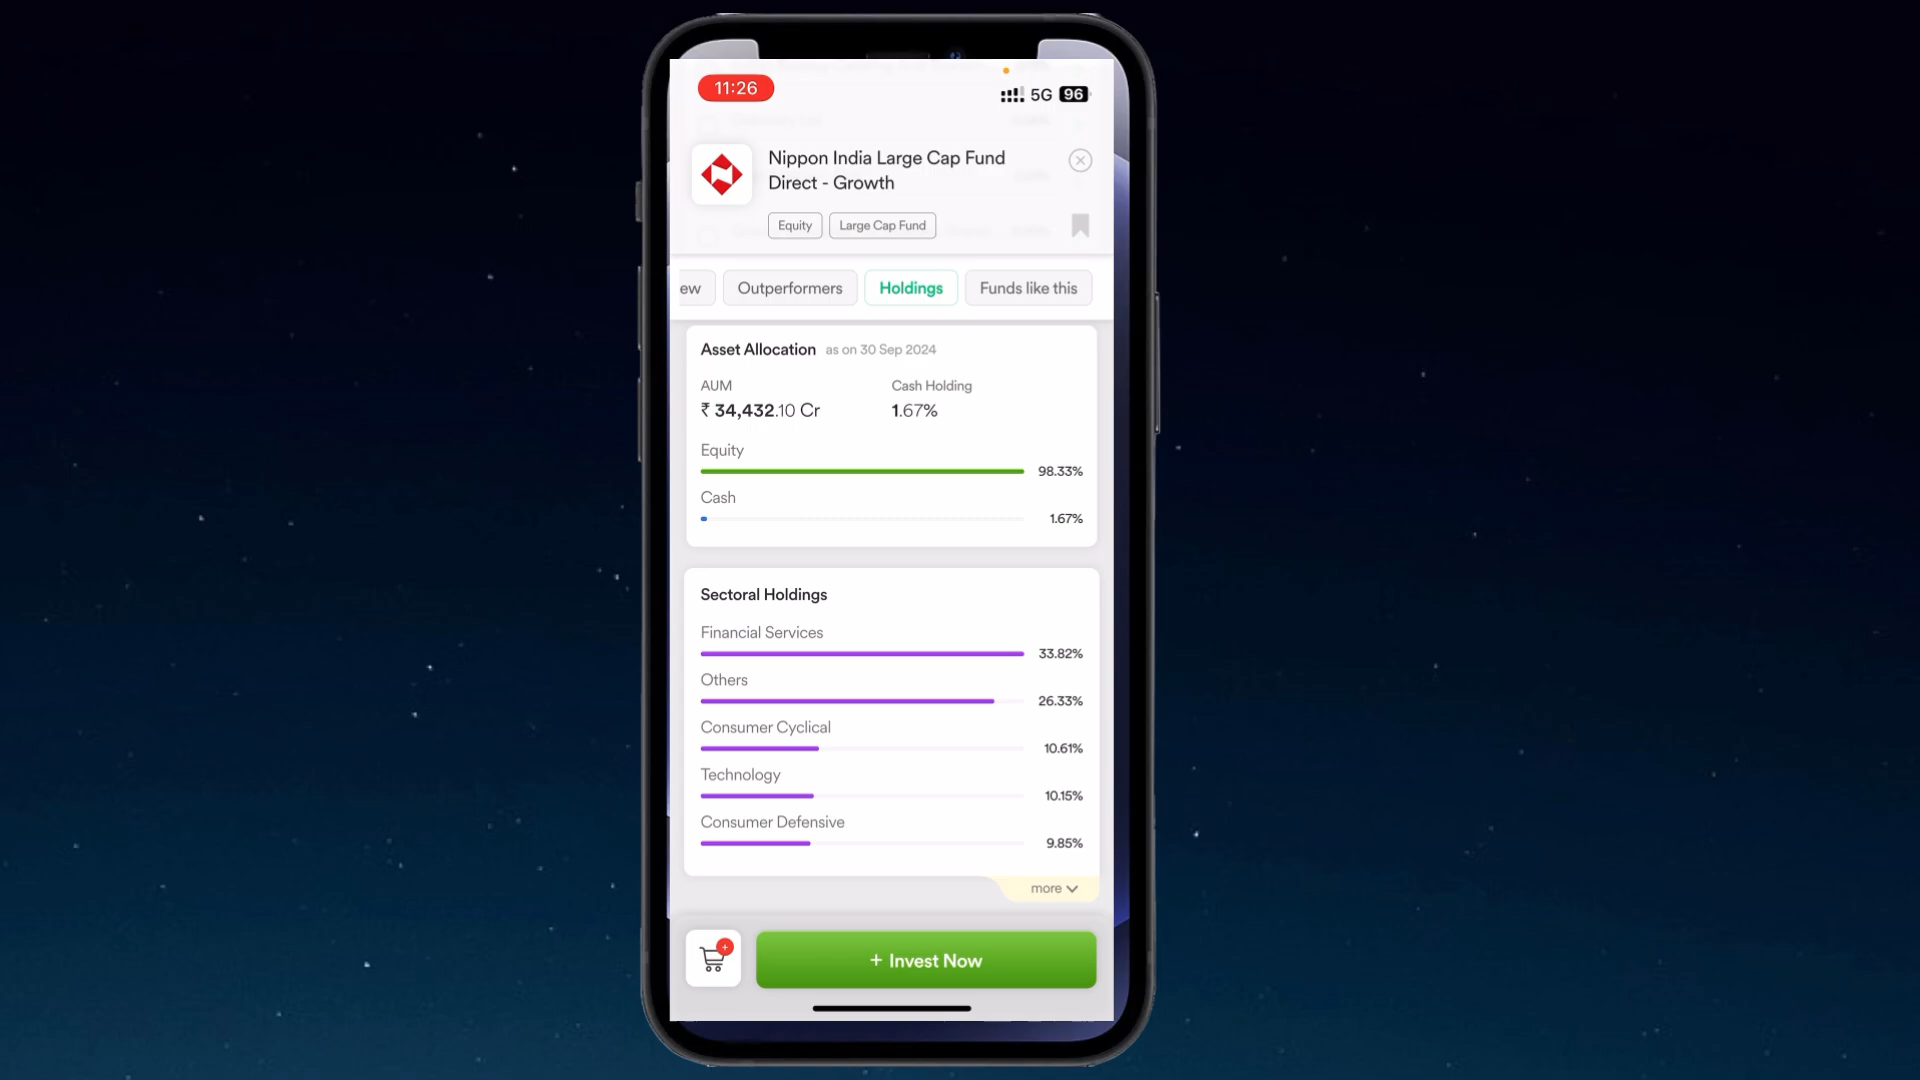 11:26
5G 96
Nippon India Large Cap Fund
Direct - Growth
Equity
Large Cap Fund
ew
Outperformers
Holdings
Funds like this
Asset Allocation as on 30 Sep 2024
AUM
Cash Holding
₹ 34,432.10 Cr
1.67%
Equity
98.33%
Cash
1.67%
Sectoral Holdings
Financial Services
33.82%
Others
26.33%
Consumer Cyclical
10.61%
Technology
10.15%
Consumer Defensive
9.85%
more
+ Invest Now